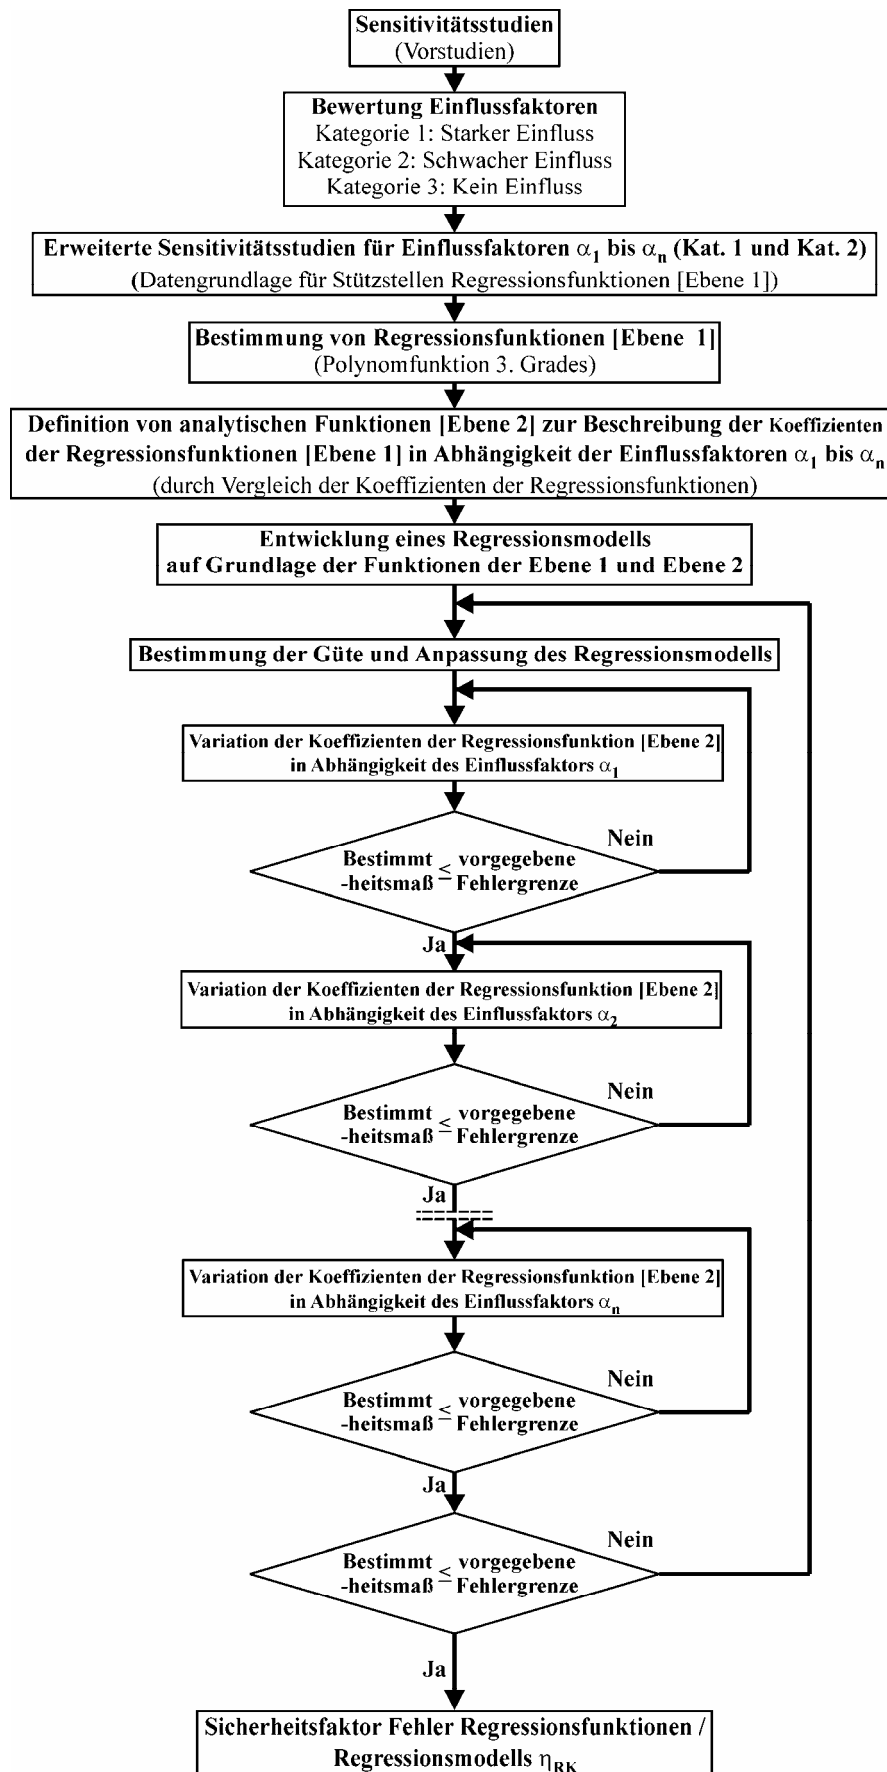 Sensitivitätsstudien
(Vorstudien)
Bewertung Einflussfaktoren
Kategorie 1: Starker Einfluss
Kategorie 2: Schwacher Einfluss
Kategorie 3: Kein Einfluss
Erweiterte Sensitivitätsstudien für Einflussfaktoren α1 bis αn (Kat. 1 und Kat. 2)
(Datengrundlage für Stützstellen Regressionsfunktionen [Ebene 1])
Bestimmung von Regressionsfunktionen [Ebene 1]
(Polynomfunktion 3. Grades)
Definition von analytischen Funktionen [Ebene 2] zur Beschreibung der Koeffizienten
der Regressionsfunktionen [Ebene 1] in Abhängigkeit der Einflussfaktoren α1 bis αn
(durch Vergleich der Koeffizienten der Regressionsfunktionen)
Entwicklung eines Regressionsmodells
auf Grundlage der Funktionen der Ebene 1 und Ebene 2
Bestimmung der Güte und Anpassung des Regressionsmodells
Variation der Koeffizienten der Regressionsfunktion [Ebene 2]
in Abhängigkeit des Einflussfaktors α1
Nein
Bestimmt ≤ vorgegebene
-heitsmaß Fehlergrenze
Ja
Variation der Koeffizienten der Regressionsfunktion [Ebene 2]
in Abhängigkeit des Einflussfaktors α2
Nein
Bestimmt ≤ vorgegebene
-heitsmaß Fehlergrenze
Ja
Variation der Koeffizienten der Regressionsfunktion [Ebene 2]
in Abhängigkeit des Einflussfaktors αn
Nein
Bestimmt ≤ vorgegebene
-heitsmaß Fehlergrenze
Ja
Nein
Bestimmt ≤ vorgegebene
-heitsmaß Fehlergrenze
Ja
Sicherheitsfaktor Fehler Regressionsfunktionen /
Regressionsmodells ηRK